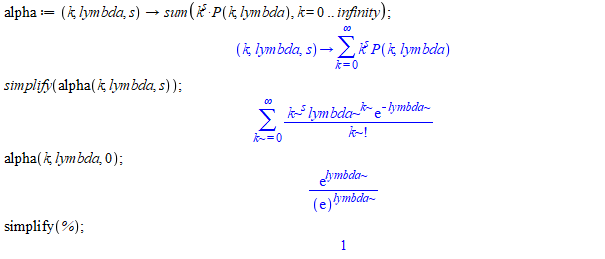 alpha := (k, lymbda, s) → sum(k^s · P(k, lymbda), k = 0 .. infinity);
(k, lymbda, s) → ∑_{k=0}^{∞} k^s P(k, lymbda)
simplify(alpha(k, lymbda, s));
∑_{k~=0}^{∞} (k~^s lymbda~^{k~} e^{-lymbda~}) / (k~!)
alpha(k, lymbda, 0);
e^{lymbda~} / (e)^{lymbda~}
simplify(%);
1